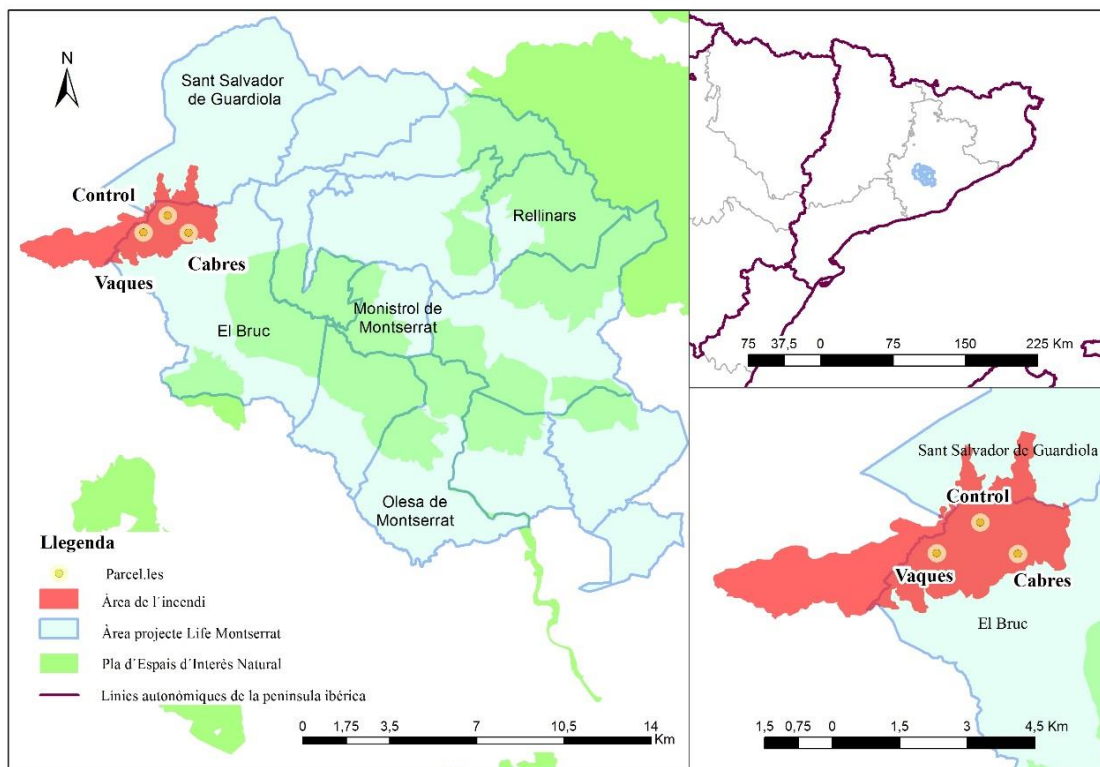 N
Sant Salvador
de Guardiola
Control
Vaques
Cabres
Rellinars
El Bruc
Monistrol de
Montserrat
Olesa de
Montserrat
Llegenda
Parcel.les
Àrea de l´incendi
Àrea projecte Life Montserrat
Pla d´Espais d´Interès Natural
Línies autonòmiques de la península ibérica
0 1,75 3,5 7 10,5 14
Km
75 37,5 0 75 150 225 Km
Sant Salvador de Guardiola
Control
Vaques
Cabres
El Bruc
1,5 0,75 0 1,5 3 4,5 Km